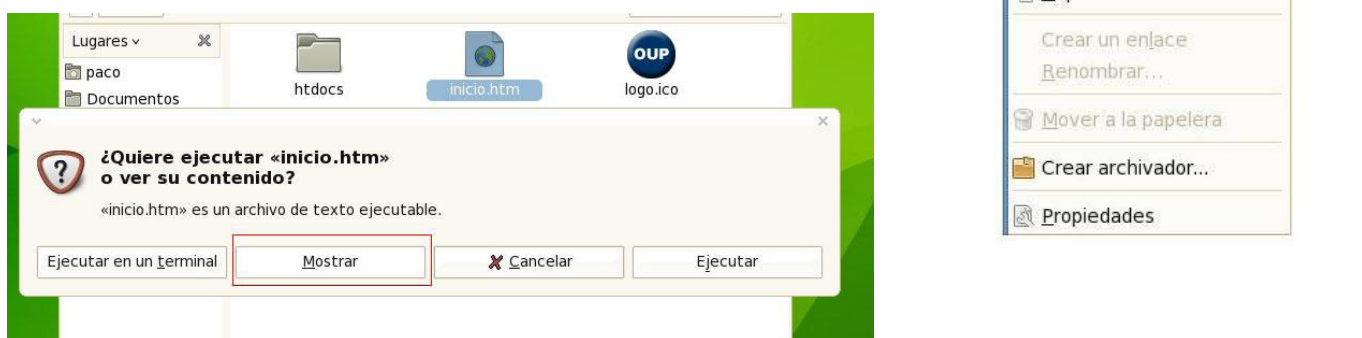 Lugares
paco
Documentos
htdocs
inicio.htm
OUP
logo.ico
¿Quiere ejecutar «inicio.htm»
o ver su contenido?
«inicio.htm» es un archivo de texto ejecutable.
Ejecutar en un terminal
Mostrar
Cancelar
Ejecutar
Crear un enlace
Renombrar...
Mover a la papelera
Crear archivador...
Propiedades